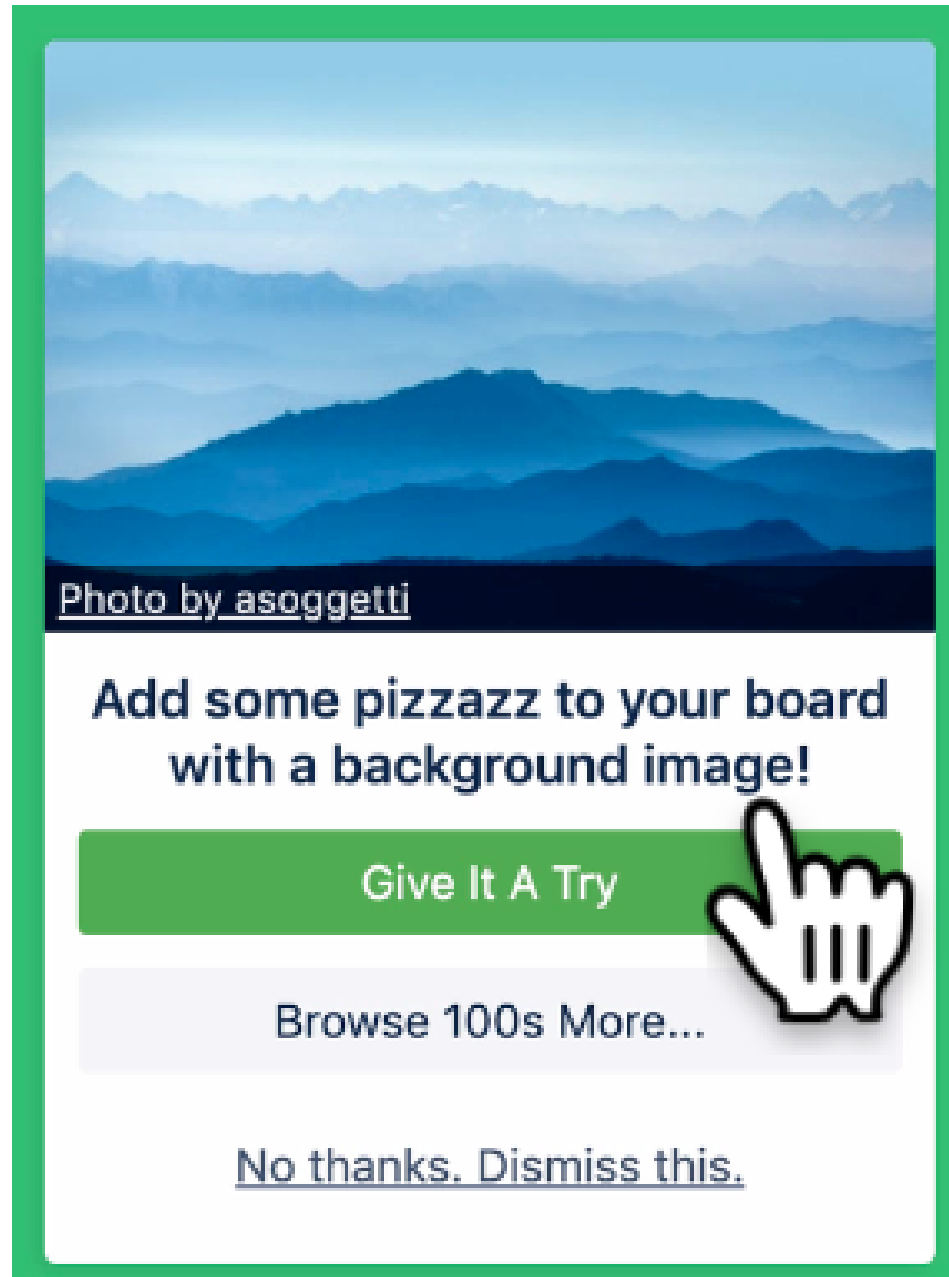 Photo by asoggetti
Add some pizzazz to your board
with a background image!
Give It A Try
Browse 100s More...
No thanks. Dismiss this.